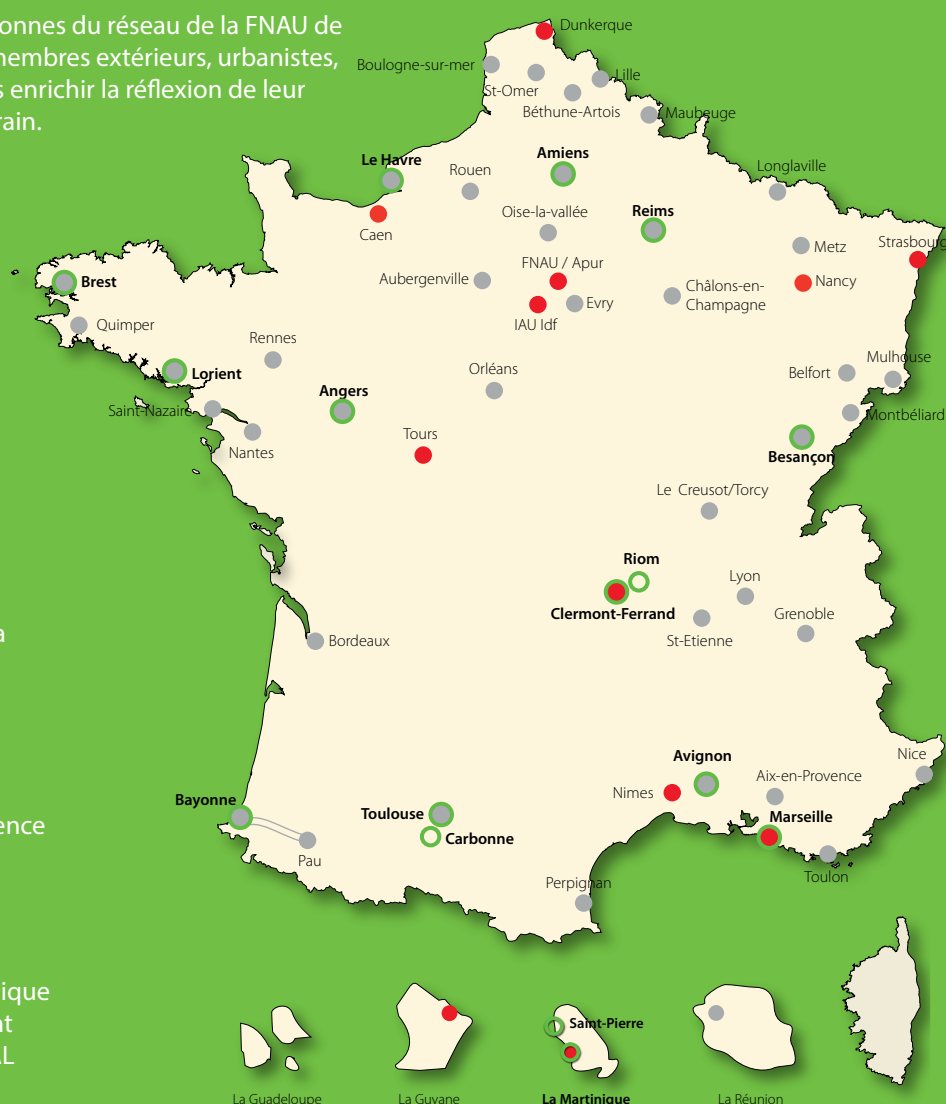 onnes du réseau de la FNAU de
membres extérieurs, urbanistes,
s enrichir la réflexion de leur
rain.
Dunkerque
Boulogne-sur-mer
Lille
St-Omer
Béthune-Artois
Maubeuge
Le Havre
Amiens
Rouen
Longlaville
Oise-la-vallée
Reims
Caen
Metz
Strasbourg
FNAU / Apur
Aubergenville
Nancy
Brest
Châlons-en-
Champagne
Evry
IAU Idf
Quimper
Rennes
Mulhouse
Orléans
Belfort
Lorient
Angers
Saint-Nazaire
Montbéliard
Tours
Nantes
Besançon
Le Creusot/Torcy
Riom
Lyon
Clermont-Ferrand
Grenoble
a
Bordeaux
St-Etienne
Avignon
Nice
Aix-en-Provence
Nimes
Bayonne
Toulouse
Marseille
ence
Carbonne
Pau
Toulon
Perpignan
ique
nt
AL
Saint-Pierre
La Guadeloupe
La Guyane
La Martinique
La Réunion